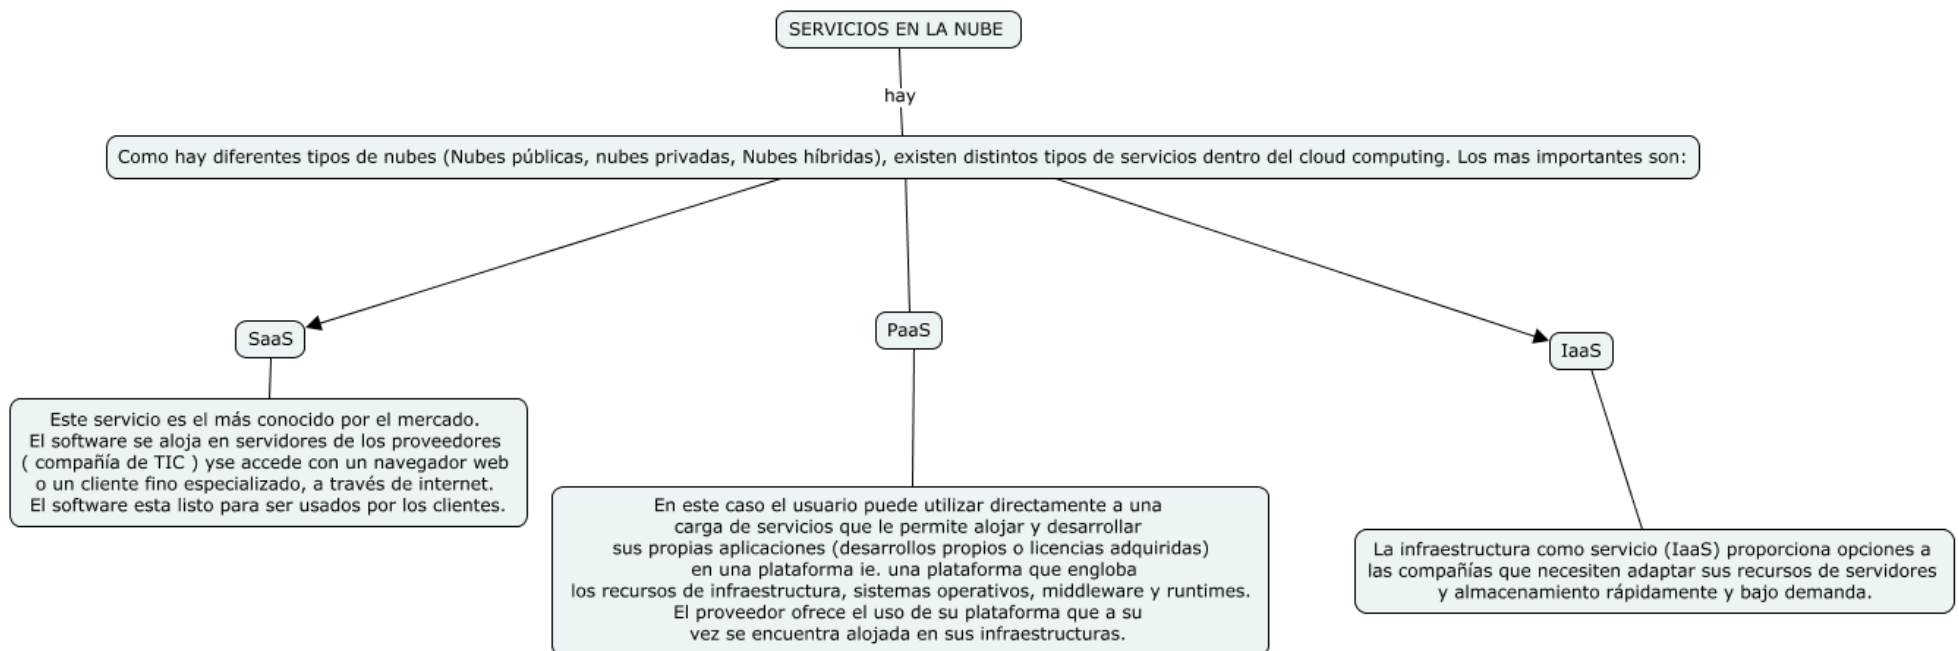 SERVICIOS EN LA NUBE
hay
Como hay diferentes tipos de nubes (Nubes públicas, nubes privadas, Nubes híbridas), existen distintos tipos de servicios dentro del cloud computing. Los mas importantes son:
SaaS
PaaS
IaaS
Este servicio es el más conocido por el mercado.
El software se aloja en servidores de los proveedores
( compañía de TIC ) yse accede con un navegador web
o un cliente fino especializado, a través de internet.
El software esta listo para ser usados por los clientes.
En este caso el usuario puede utilizar directamente a una
carga de servicios que le permite alojar y desarrollar
sus propias aplicaciones (desarrollos propios o licencias adquiridas)
en una plataforma ie. una plataforma que engloba
los recursos de infraestructura, sistemas operativos, middleware y runtimes.
El proveedor ofrece el uso de su plataforma que a su
vez se encuentra alojada en sus infraestructuras.
La infraestructura como servicio (IaaS) proporciona opciones a
las compañías que necesiten adaptar sus recursos de servidores
y almacenamiento rápidamente y bajo demanda.